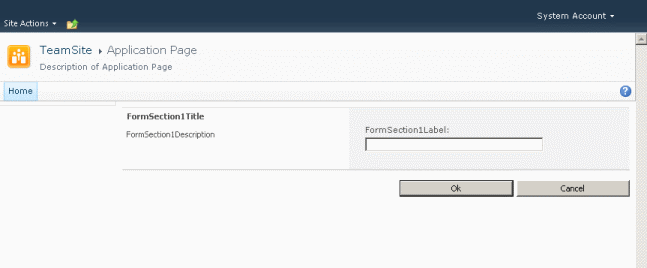 System Account
Site Actions
TeamSite Application Page
Description of Application Page
Home
FormSection1Title
FormSection1Description
FormSection1Label:
Ok Cancel